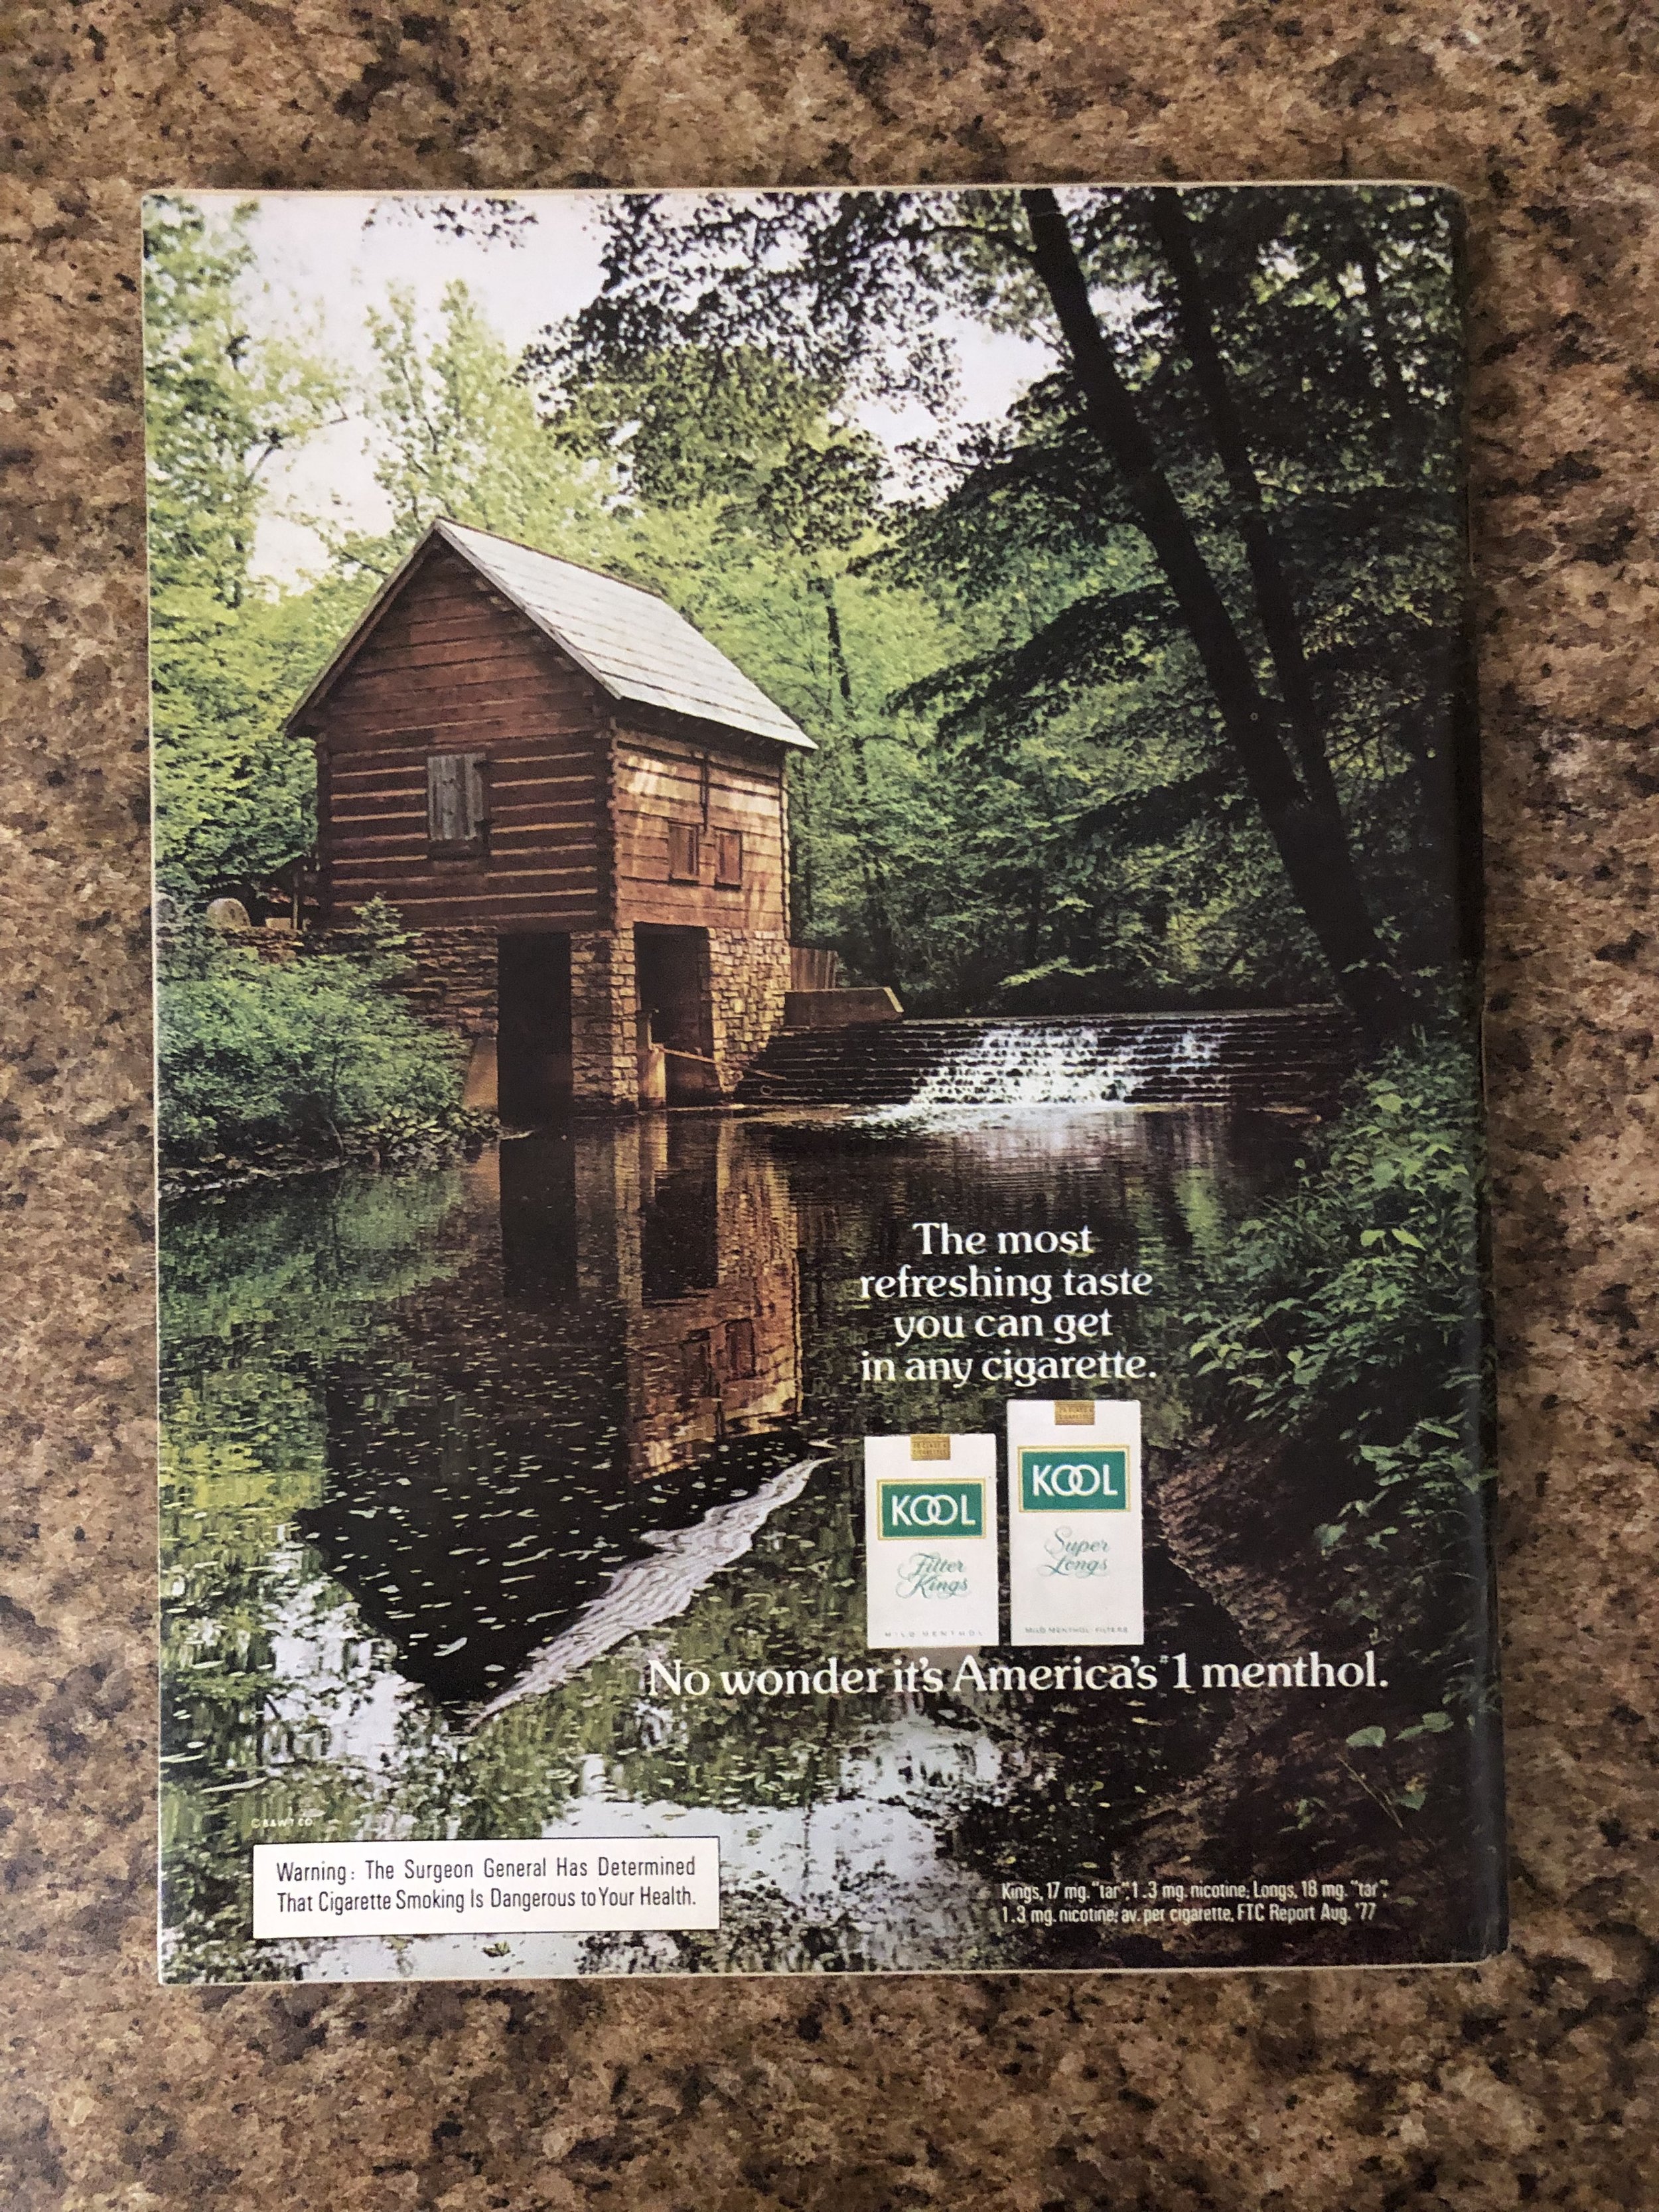 The most
refreshing taste
you can get
in any cigarette.
KOOL
Filter
Kings
MILD MENTHOL
KOOL
Super
Longs
MILD MENTHOL FILTERS
No wonder it's America's #1 menthol.
© B&W T CO.
Warning: The Surgeon General Has Determined
That Cigarette Smoking Is Dangerous to Your Health.
Kings, 17 mg. "tar", 1.3 mg. nicotine; Longs, 18 mg. "tar",
1.3 mg. nicotine; av. per cigarette, FTC Report Aug. '77